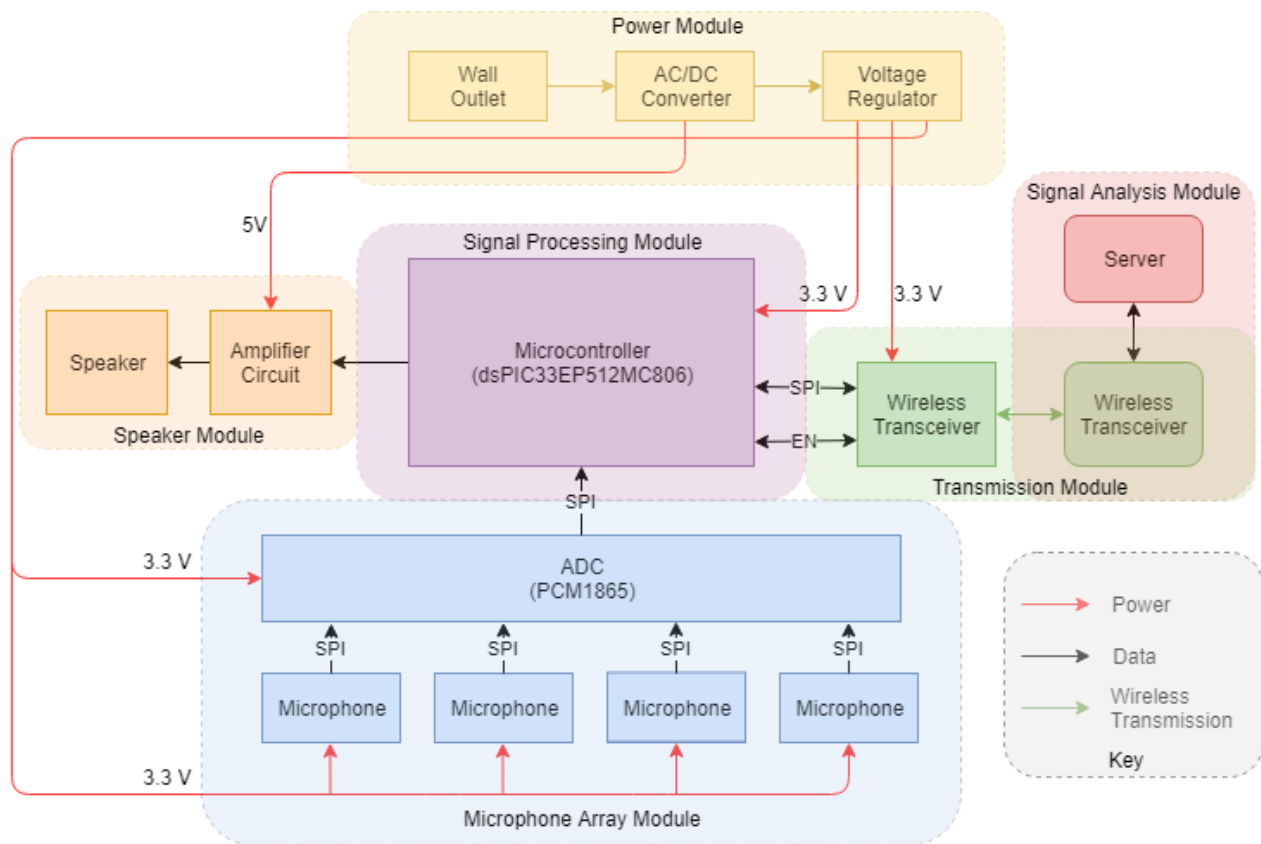 Power Module
Wall
Outlet
AC/DC
Converter
Voltage
Regulator
5V
Signal Processing Module
Signal Analysis Module
Server
3.3 V
3.3 V
Speaker
Amplifier
Circuit
Microcontroller
(dsPIC33EP512MC806)
SPI
EN
Wireless
Transceiver
Wireless
Transceiver
Speaker Module
Transmission Module
SPI
3.3 V
ADC
(PCM1865)
SPI
SPI
SPI
SPI
Microphone
Microphone
Microphone
Microphone
3.3 V
Microphone Array Module
Power
Data
Wireless
Transmission
Key